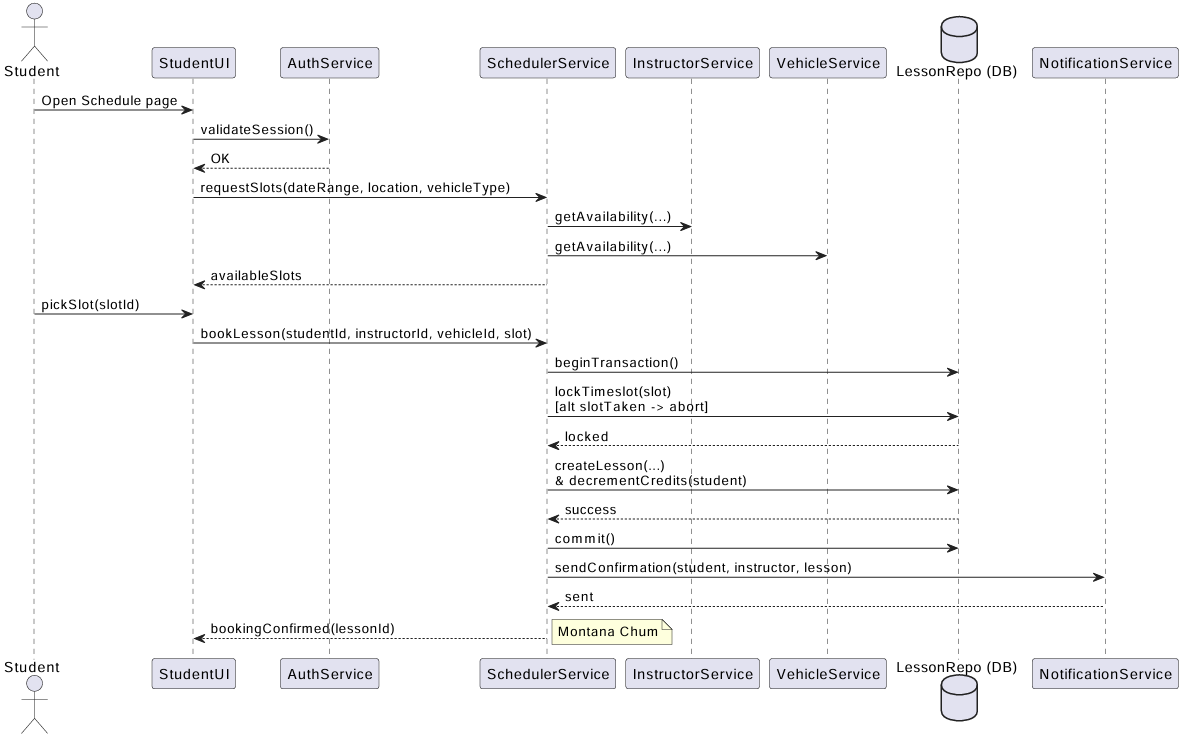 Student
StudentUI
AuthService
SchedulerService
InstructorService
VehicleService
LessonRepo (DB)
NotificationService
Open Schedule page
validateSession()
OK
requestSlots(dateRange, location, vehicleType)
getAvailability(...)
getAvailability(...)
availableSlots
pickSlot(slotId)
bookLesson(studentId, instructorId, vehicleId, slot)
beginTransaction()
lockTimeslot(slot)
[alt slotTaken -> abort]
locked
createLesson(...)
& decrementCredits(student)
success
commit()
sendConfirmation(student, instructor, lesson)
sent
bookingConfirmed(lessonId)
Montana Chum
Student
StudentUI
AuthService
SchedulerService
InstructorService
VehicleService
LessonRepo (DB)
NotificationService